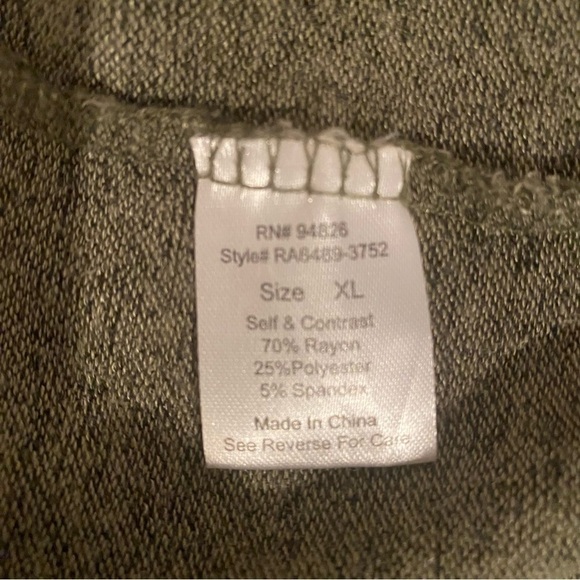 RN# 94826
Style# RA6489-3752
Size XL
Self & Contrast
70% Rayon
25%Polyester
5% Spandex
Made In China
See Reverse For Care